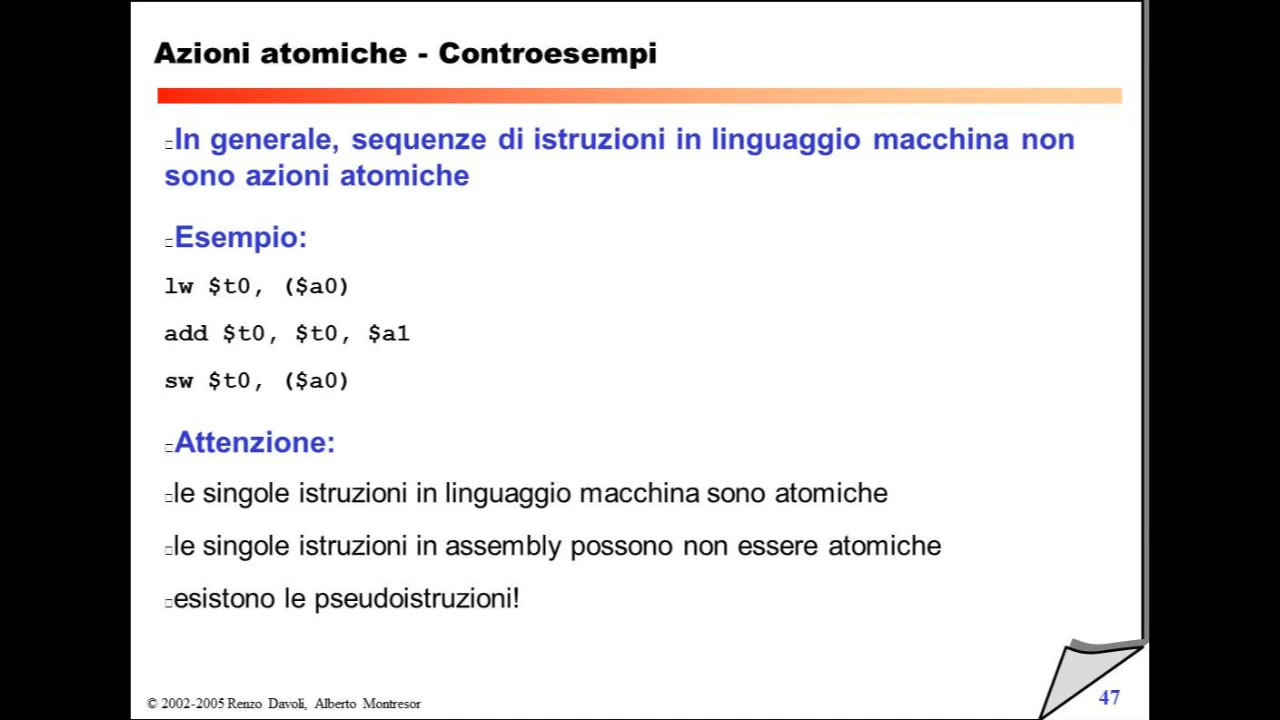 Azioni atomiche - Controesempi
In generale, sequenze di istruzioni in linguaggio macchina non
sono azioni atomiche
Esempio:
lw $t0, ($a0)
add $t0, $t0, $a1
sw $t0, ($a0)
Attenzione:
le singole istruzioni in linguaggio macchina sono atomiche
le singole istruzioni in assembly possono non essere atomiche
esistono le pseudoistruzioni!
© 2002-2005 Renzo Davoli, Alberto Montresor
47